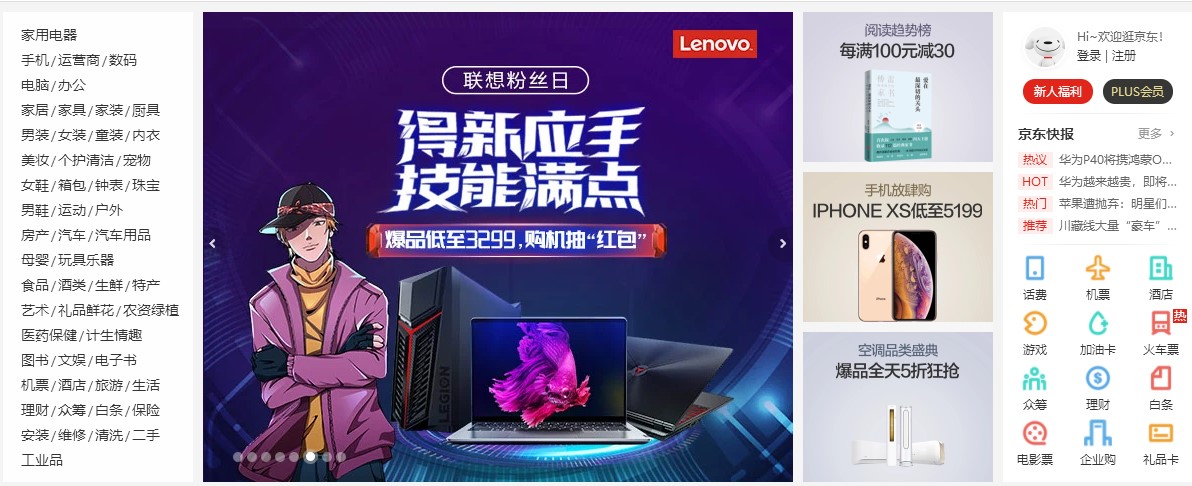 家用电器
手机/运营商/数码
电脑/办公
家居/家具/家装/厨具
男装/女装/童装/内衣
美妆/个护清洁/宠物
女鞋/箱包/钟表/珠宝
男鞋/运动/户外
房产/汽车/汽车用品
母婴/玩具乐器
食品/酒类/生鲜/特产
艺术/礼品鲜花/农资绿植
医药保健/计生情趣
图书/文娱/电子书
机票/酒店/旅游/生活
理财/众筹/白条/保险
安装/维修/清洗/二手
工业品
Lenovo
联想粉丝日
得新应手
技能满点
爆品低至3299,购机抽“红包”
LEGION
阅读趋势榜
每满100元减30
爱在
最深切的关头
手机放肆购
IPHONE XS低至5199
iPhone
空调品类盛典
爆品全天5折狂抢
Hi~欢迎逛京东!
登录 | 注册
新人福利 PLUS会员
京东快报 更多 >
热议 华为P40将携鸿蒙O...
HOT 华为越来越贵，即将...
热门 苹果遭抛弃：明星们...
推荐 川藏线大量“豪车”...
话费 机票 酒店
热
游戏 加油卡 火车票
众筹 理财 白条
电影票 企业购 礼品卡